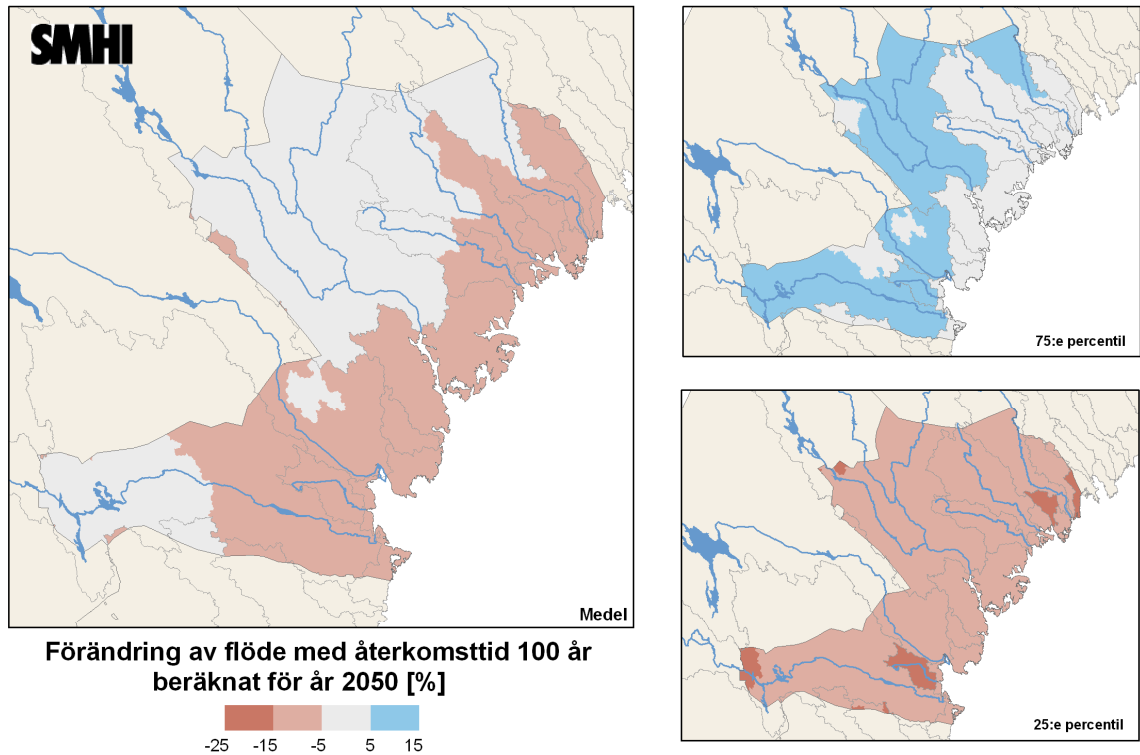 SMHI
Medel
75:e percentil
25:e percentil
Förändring av flöde med återkomsttid 100 år
beräknat för år 2050 [%]
-25 -15 -5 5 15